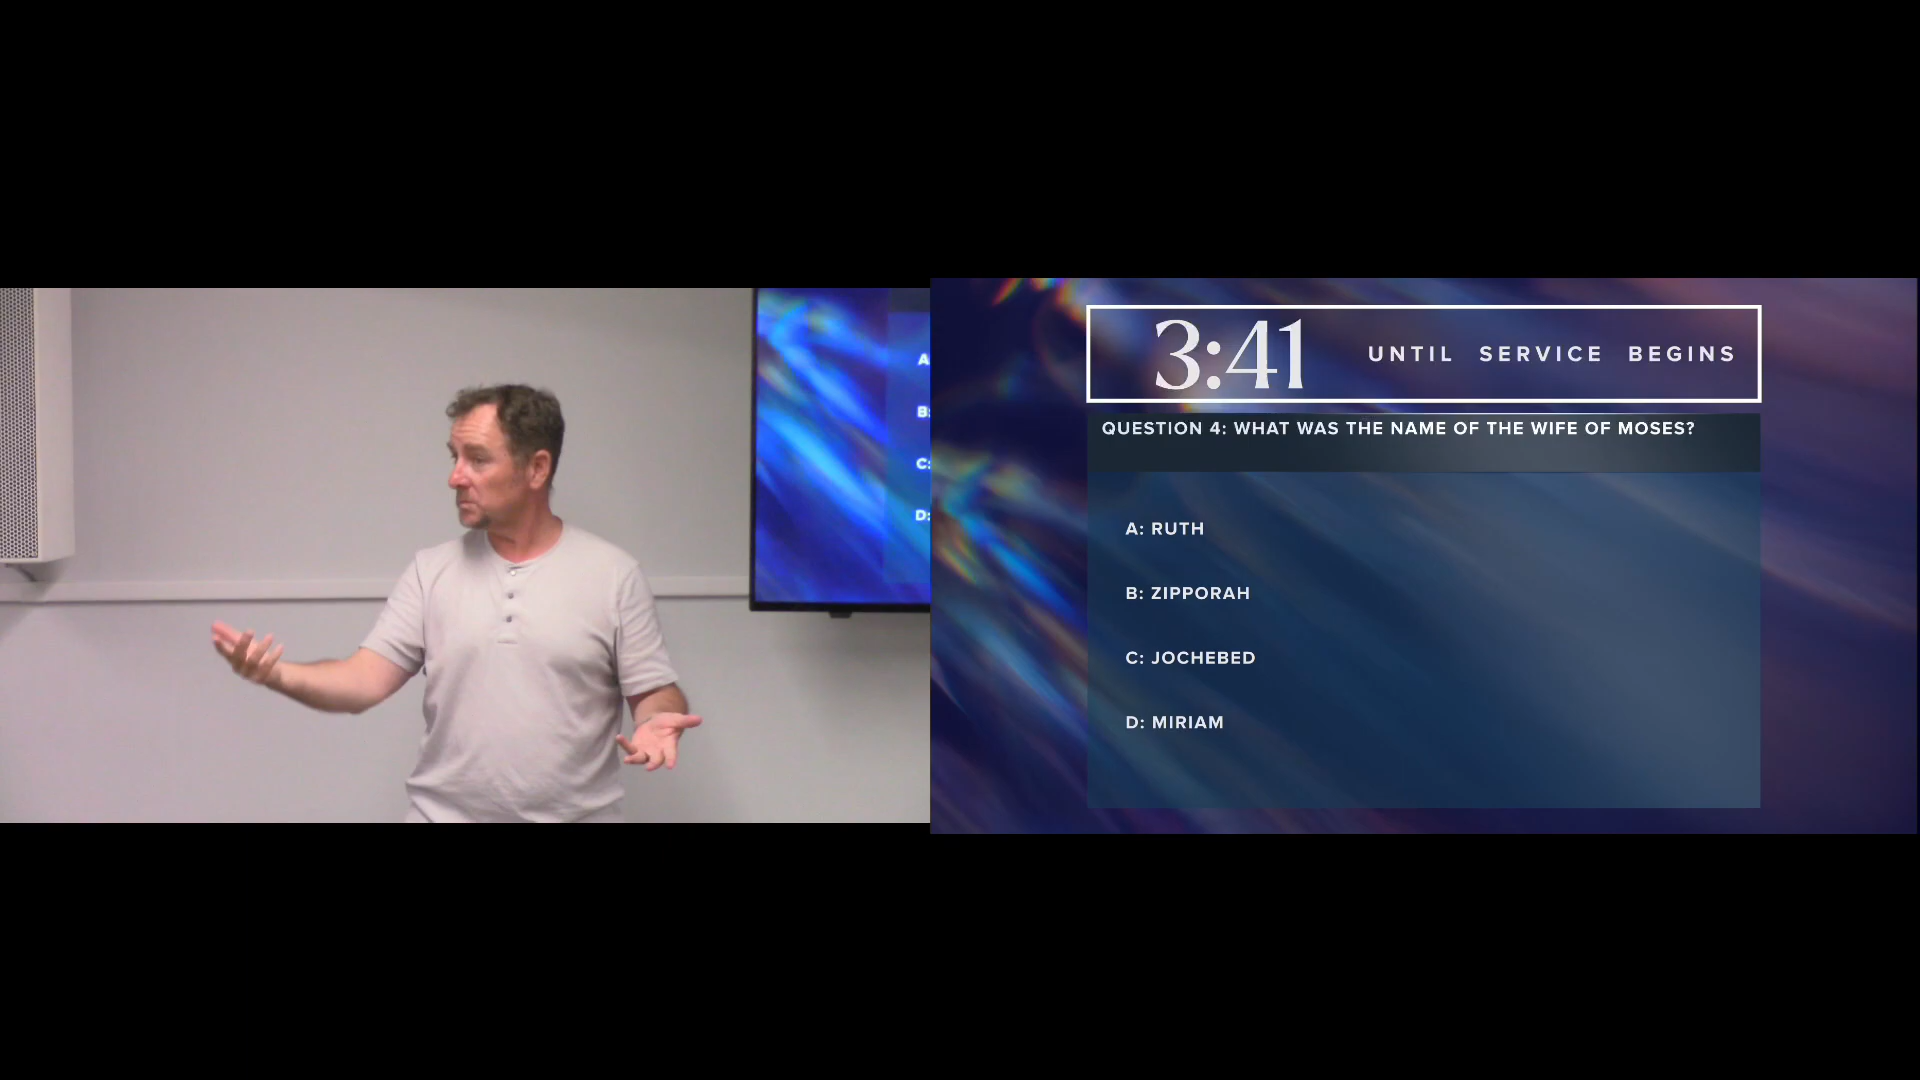 A
B:
C:
D:
3:41 UNTIL SERVICE BEGINS
QUESTION 4: WHAT WAS THE NAME OF THE WIFE OF MOSES?
A: RUTH
B: ZIPPORAH
C: JOCHEBED
D: MIRIAM